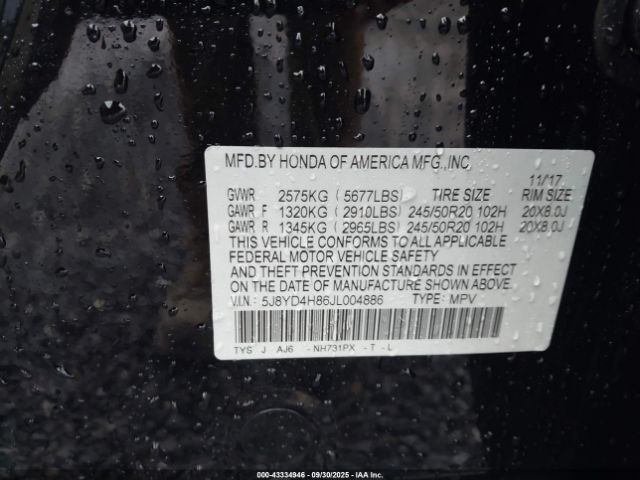 MFD.BY HONDA OF AMERICA MFG.,INC.
11/17
GVWR 2575KG (5677LBS) TIRE SIZE RIM SIZE
GAWR F 1320KG (2910LBS) 245/50R20 102H 20X8.0J
GAWR R 1345KG (2965LBS) 245/50R20 102H 20X8.0J
THIS VEHICLE CONFORMS TO ALL APPLICABLE
FEDERAL MOTOR VEHICLE SAFETY
AND THEFT PREVENTION STANDARDS IN EFFECT
ON THE DATE OF MANUFACTURE SHOWN ABOVE.
V.I.N.: 5J8YD4H86JL004886 TYPE: MPV
TYS J AJ6 - NH731PX - T - L
000-43334946 - 09/30/2025 - IAA Inc.